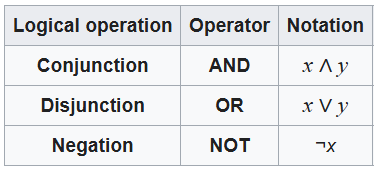 Logical operation Operator Notation
Conjunction AND x ∧ y
Disjunction OR x ∨ y
Negation NOT ¬x